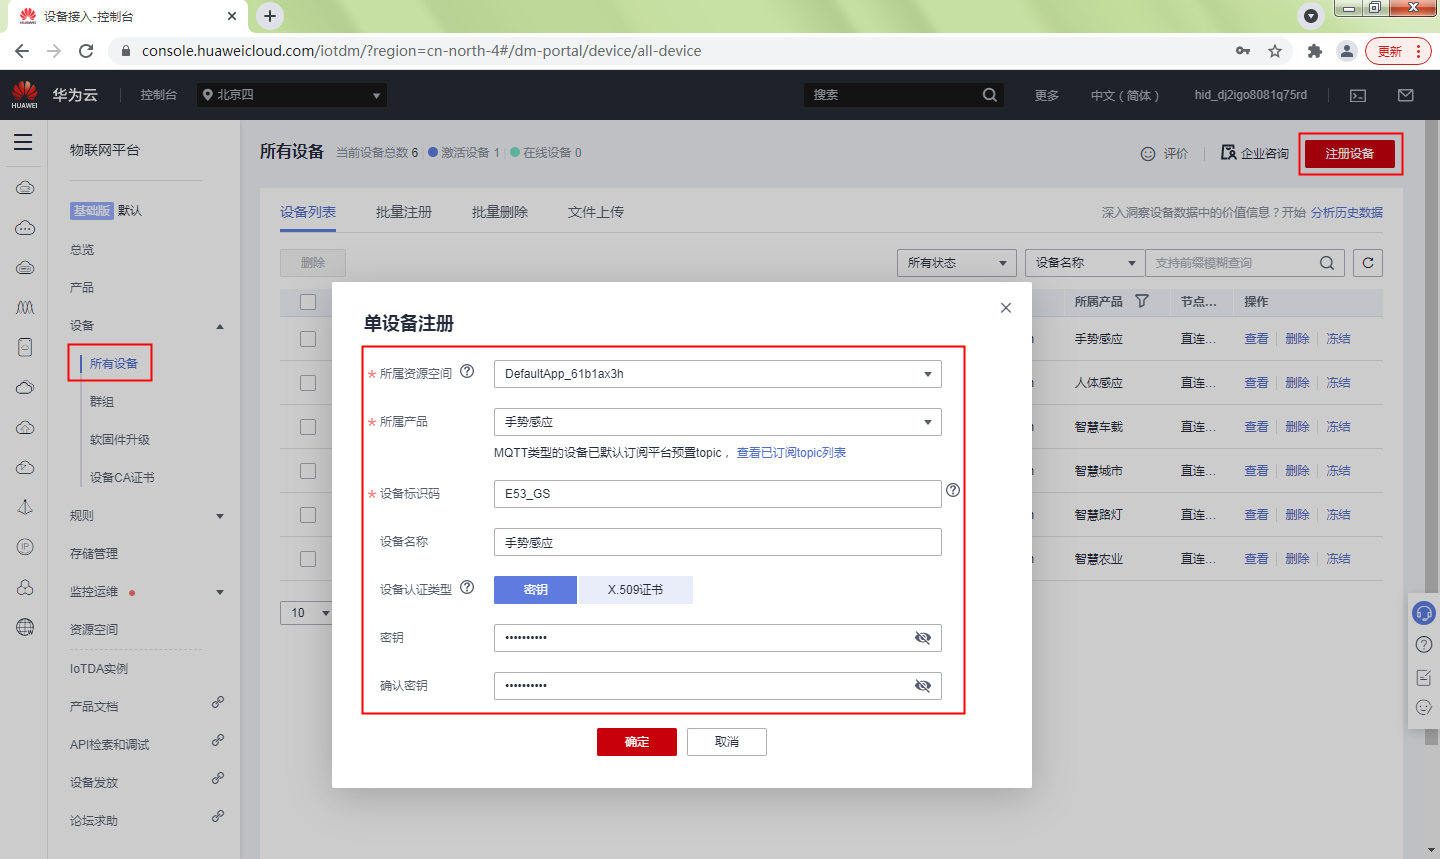 设备接入-控制台
console.huaweicloud.com/iotdm/?region=cn-north-4#/dm-portal/device/all-device
更新
HUAWEI
华为云
控制台
北京四
搜索
更多
中文（简体）
hid_dj2igo8081q75rd
物联网平台
基础版 默认
总览
产品
设备
所有设备
群组
软固件升级
设备CA证书
规则
存储管理
监控运维
资源空间
IoTDA实例
产品文档
API检索和调试
设备发放
论坛求助
所有设备 当前设备总数 6 激活设备 1 在线设备 0
评价
企业咨询
注册设备
设备列表 批量注册 批量删除 文件上传
深入洞察设备数据中的价值信息？开始 分析历史数据
删除
所有状态
设备名称
支持前缀模糊查询
所属产品 节点... 操作
手势感应 直连... 查看 删除 冻结
人体感应 直连... 查看 删除 冻结
智慧车载 直连... 查看 删除 冻结
智慧城市 直连... 查看 删除 冻结
智慧路灯 直连... 查看 删除 冻结
智慧农业 直连... 查看 删除 冻结
10
单设备注册
* 所属资源空间 DefaultApp_61b1ax3h
* 所属产品 手势感应
MQTT类型的设备已默认订阅平台预置topic， 查看已订阅topic列表
* 设备标识码 E53_GS
设备名称 手势感应
设备认证类型 密钥 X.509证书
密钥 ••••••••••
确认密钥 ••••••••••
确定 取消